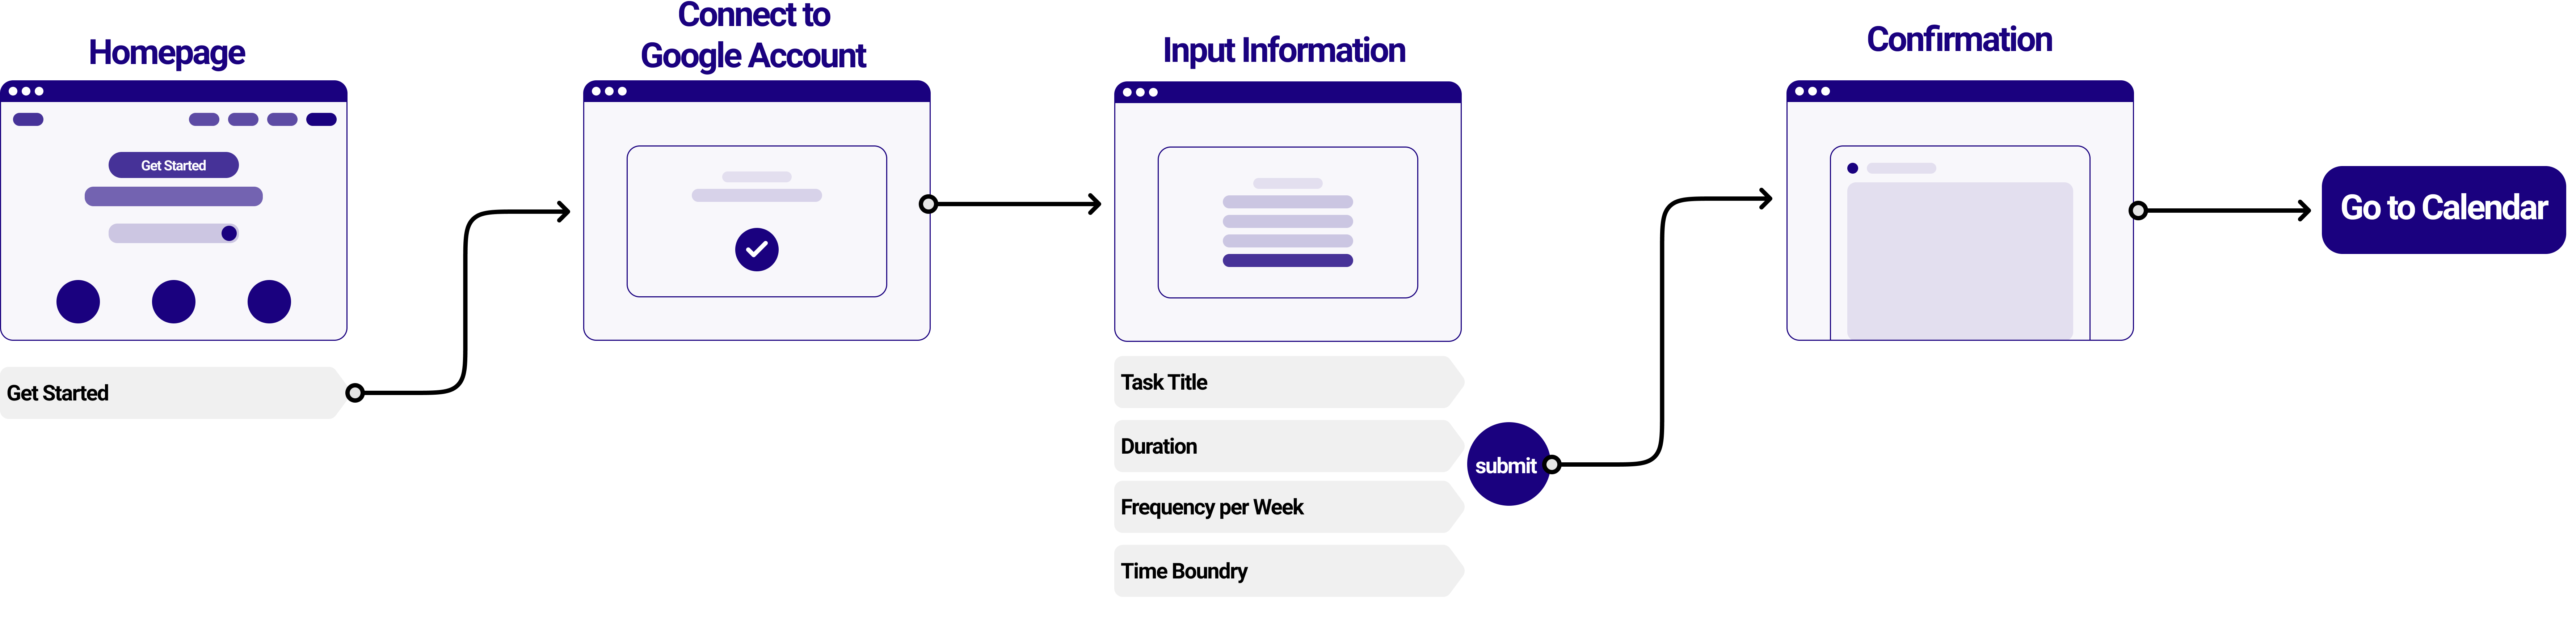 Homepage
Get Started
Get Started
Connect to
Google Account
Input Information
Task Title
Duration
Frequency per Week
Time Boundry
submit
Confirmation
Go to Calendar